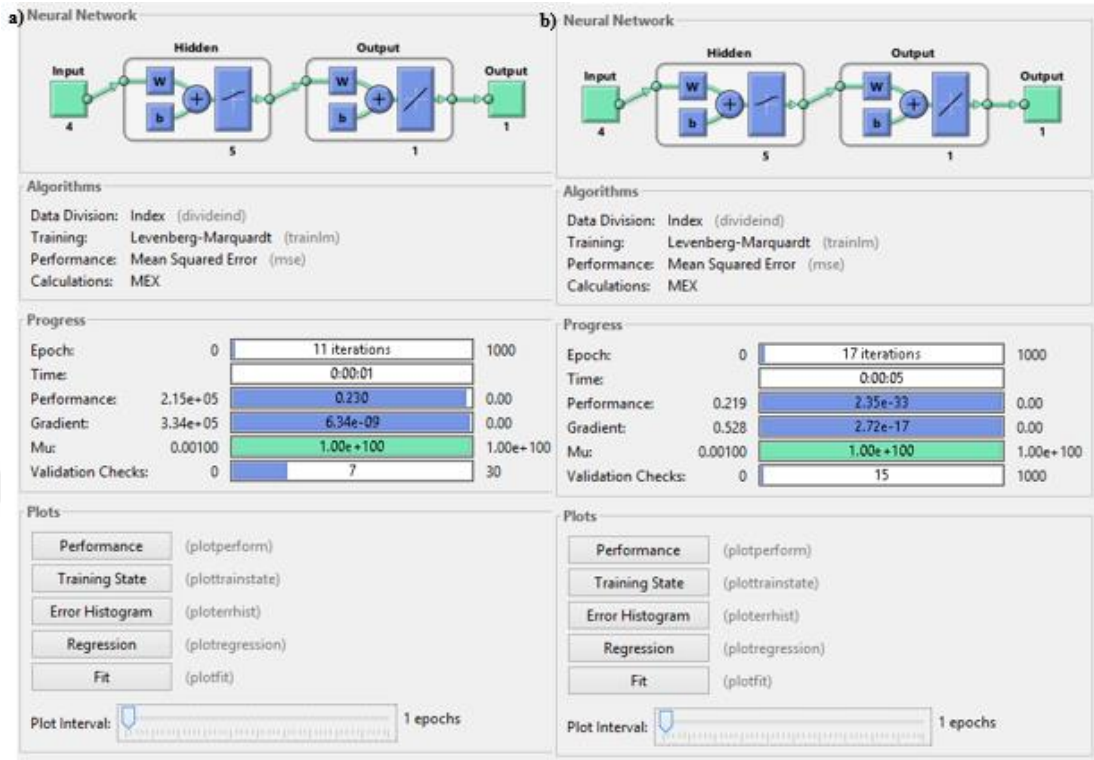 a) Neural Network
Hidden
Output
Input
W
b
+
W
b
+
Output
4
5
1
1
Algorithms
Data Division: Index (divideind)
Training: Levenberg-Marquardt (trainlm)
Performance: Mean Squared Error (mse)
Calculations: MEX
Progress
Epoch: 0 11 iterations 1000
Time: 0:00:01
Performance: 2.15e+05 0.230 0.00
Gradient: 3.34e+05 6.34e-09 0.00
Mu: 0.00100 1.00e+100 1.00e+100
Validation Checks: 0 7 30
Plots
Performance (plotperform)
Training State (plottrainstate)
Error Histogram (ploterrhist)
Regression (plotregression)
Fit (plotfit)
Plot Interval: 1 epochs
b) Neural Network
Hidden
Output
Input
W
b
+
W
b
+
Output
4
5
1
1
Algorithms
Data Division: Index (divideind)
Training: Levenberg-Marquardt (trainlm)
Performance: Mean Squared Error (mse)
Calculations: MEX
Progress
Epoch: 0 17 iterations 1000
Time: 0:00:05
Performance: 0.219 2.35e-33 0.00
Gradient: 0.528 2.72e-17 0.00
Mu: 0.00100 1.00e+100 1.00e+100
Validation Checks: 0 15 1000
Plots
Performance (plotperform)
Training State (plottrainstate)
Error Histogram (ploterrhist)
Regression (plotregression)
Fit (plotfit)
Plot Interval: 1 epochs